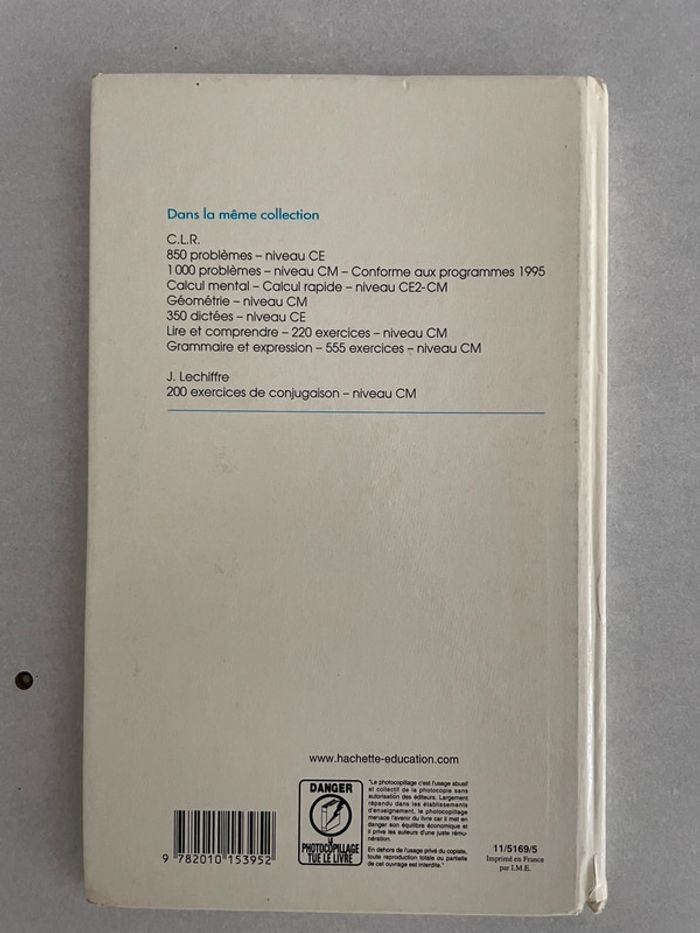 Dans la même collection
C.L.R.
850 problèmes – niveau CE
1 000 problèmes – niveau CM – Conforme aux programmes 1995
Calcul mental – Calcul rapide – niveau CE2-CM
Géométrie – niveau CM
350 dictées – niveau CE
Lire et comprendre – 220 exercices – niveau CM
Grammaire et expression – 555 exercices – niveau CM
J. Lechiffre
200 exercices de conjugaison – niveau CM
www.hachette-education.com
DANGER
LE
PHOTOCOPILLAGE
TUE LE LIVRE
"Le photocopillage c'est l'usage abusif
et collectif de la photocopie sans
autorisation des éditeurs. Largement
répandu dans les établissements
d'enseignement, le photocopillage
menace l'avenir du livre car il met en
danger son équilibre économique et
il prive les auteurs d'une juste rému-
nération.
En dehors de l'usage privé du copiste,
toute reproduction totale ou partielle
de cet ouvrage est interdite."
9 782010 153952
11/5169/5
Imprimé en France
par I.M.E.